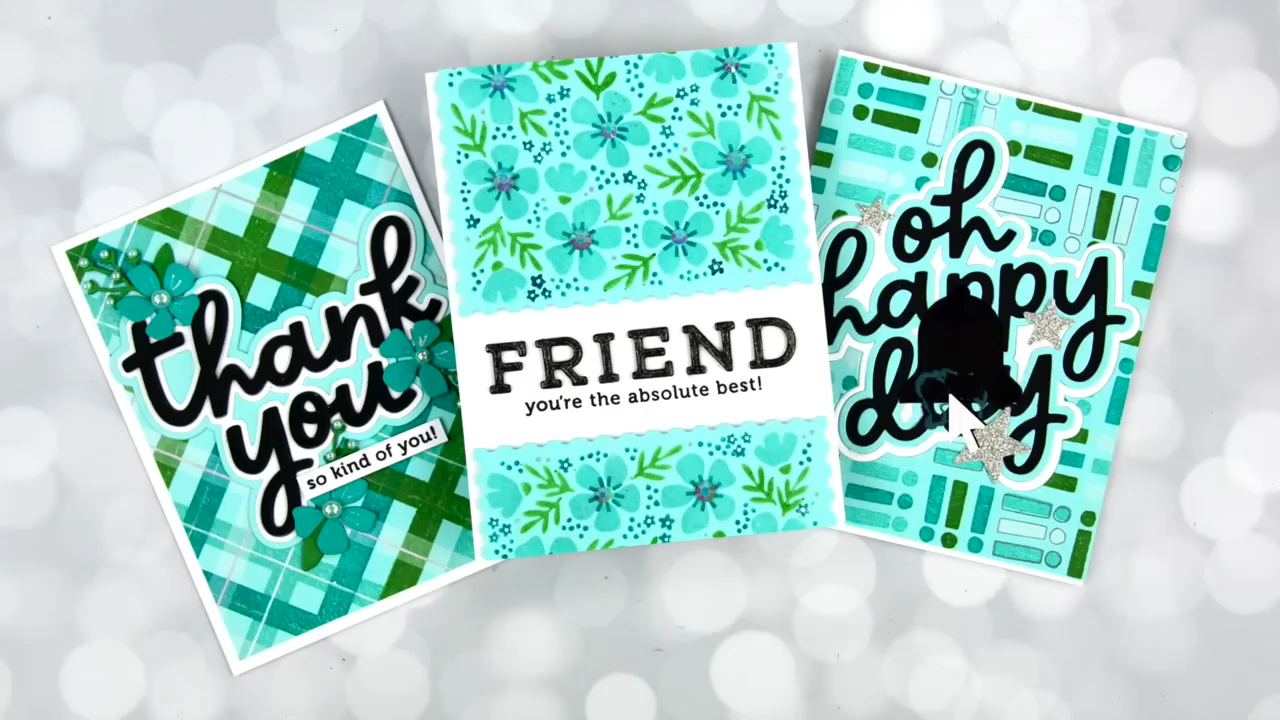 thank
you
so kind of you!
FRIEND
you're the absolute best!
oh
happy
day